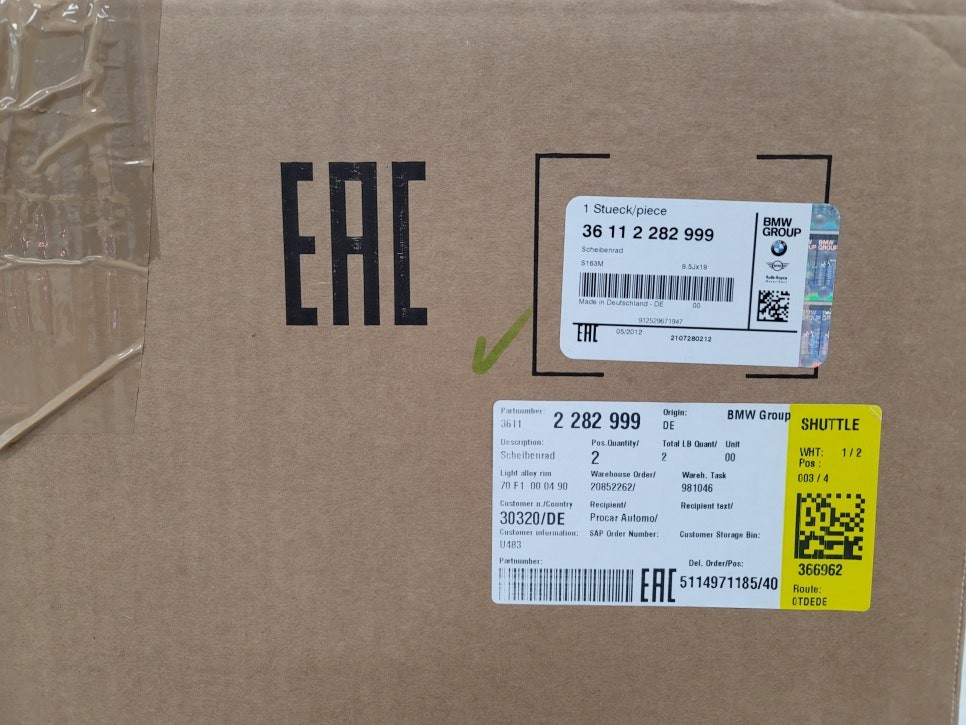 EAC
1 Stueck/piece
36 11 2 282 999
Scheibenrad
S163M 8.5Jx19
Made in Deutschland - DE 00
912529671947
EAC 05/2012 2107280212
BMW
GROUP
Partnumber:
3611 2 282 999
Origin:
DE
BMW Group
Description:
Scheibenrad
Pos.Quantity/
2
Total LB Quant/ Unit
2 00
Light alloy rim
70 F1 00 04 90
Warehouse Order/
20852262/
Wareh. Task
981046
Customer n./Country
30320/DE
Recipient/
Procar Automo/
Recipient text/
Customer information:
U483
SAP Order Number:
Customer Storage Bin:
Partnumber:
EAC
Del. Order/Pos:
5114971185/40
SHUTTLE
WHT: 1/2
Pos :
003 / 4
366962
Route:
0TDEDE